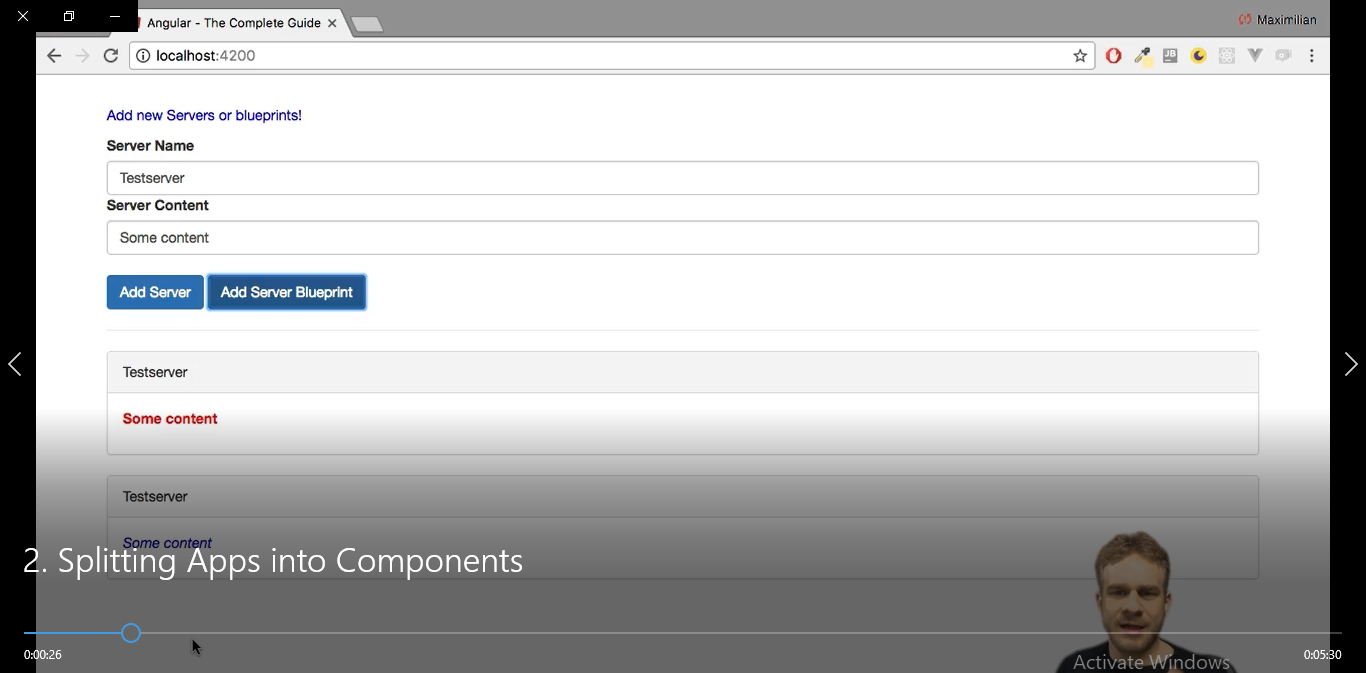 Angular - The Complete Guide
Maximilian
localhost:4200
JB
Add new Servers or blueprints!
Server Name
Testserver
Server Content
Some content
Add Server
Add Server Blueprint
Testserver
Some content
Testserver
Some content
2. Splitting Apps into Components
0:00:26
0:05:30
Activate Windows